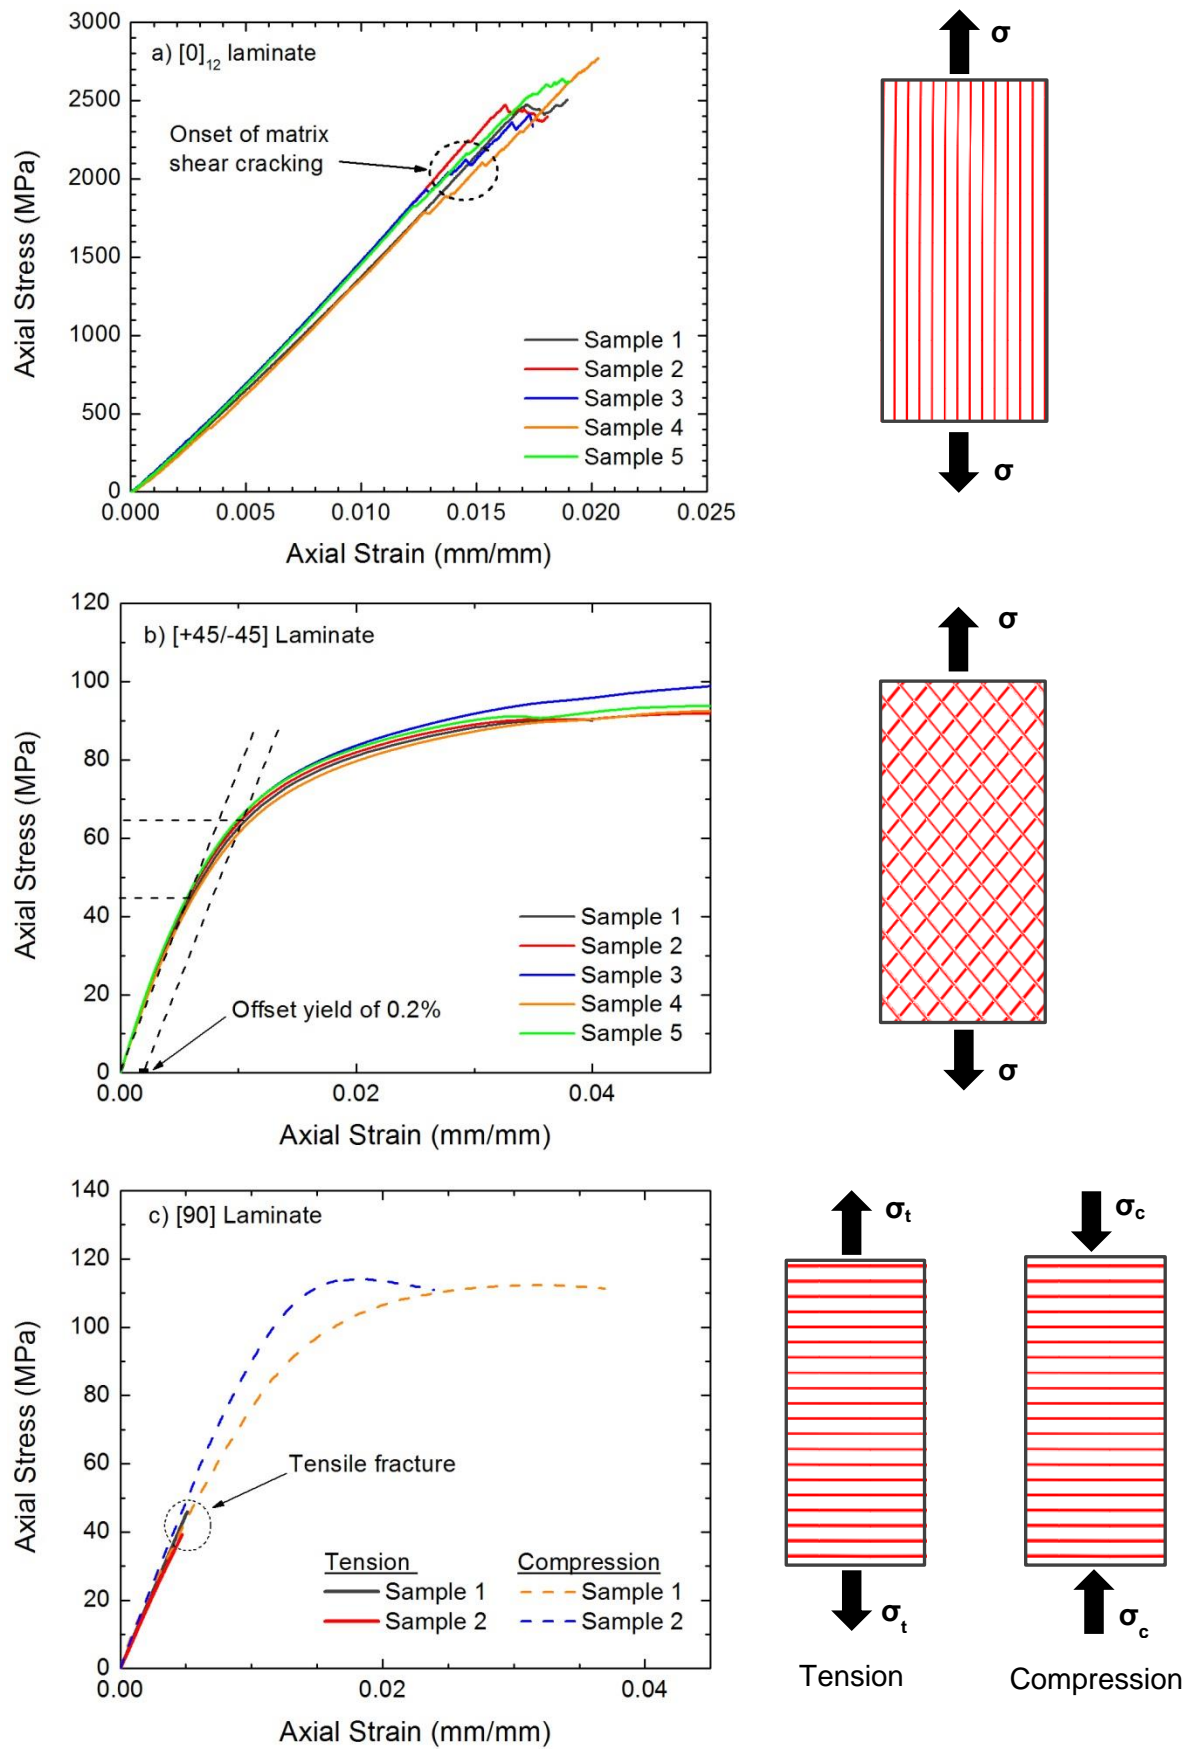 a) [0]12 laminate
Onset of matrix
shear cracking
Axial Stress (MPa)
3000
2500
2000
1500
1000
500
0
Sample 1
Sample 2
Sample 3
Sample 4
Sample 5
0.000 0.005 0.010 0.015 0.020 0.025
Axial Strain (mm/mm)
σ
σ
b) [+45/-45] Laminate
Axial Stress (MPa)
120
100
80
60
40
20
0
Offset yield of 0.2%
Sample 1
Sample 2
Sample 3
Sample 4
Sample 5
0.00 0.02 0.04
Axial Strain (mm/mm)
σ
σ
c) [90] Laminate
Axial Stress (MPa)
140
120
100
80
60
40
20
0
Tensile fracture
Tension Compression
Sample 1 Sample 1
Sample 2 Sample 2
0.00 0.02 0.04
Axial Strain (mm/mm)
σt
σc
σt
σc
Tension
Compression